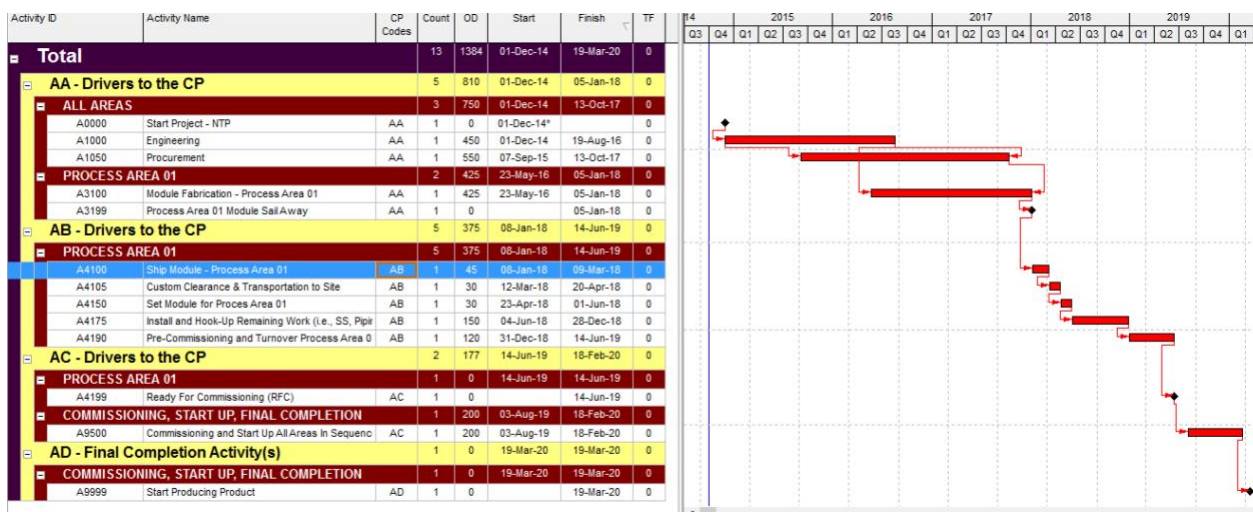 Activity ID Activity Name CP Codes Count OD Start Finish TF
14 2015 2016 2017 2018 2019
Q3 Q4 Q1 Q2 Q3 Q4 Q1 Q2 Q3 Q4 Q1 Q2 Q3 Q4 Q1 Q2 Q3 Q4 Q1 Q2 Q3 Q4 Q1
Total 13 1384 01-Dec-14 19-Mar-20 0
AA - Drivers to the CP 5 810 01-Dec-14 05-Jan-18 0
ALL AREAS 3 750 01-Dec-14 13-Oct-17 0
A0000 Start Project - NTP AA 1 0 01-Dec-14* 0
A1000 Engineering AA 1 450 01-Dec-14 19-Aug-16 0
A1050 Procurement AA 1 550 07-Sep-15 13-Oct-17 0
PROCESS AREA 01 2 425 23-May-16 05-Jan-18 0
A3100 Module Fabrication - Process Area 01 AA 1 425 23-May-16 05-Jan-18 0
A3199 Process Area 01 Module Sail Away AA 1 0 05-Jan-18 0
AB - Drivers to the CP 5 375 08-Jan-18 14-Jun-19 0
PROCESS AREA 01 5 375 08-Jan-18 14-Jun-19 0
A4100 Ship Module - Process Area 01 AB 1 45 08-Jan-18 09-Mar-18 0
A4105 Custom Clearance & Transportation to Site AB 1 30 12-Mar-18 20-Apr-18 0
A4150 Set Module for Proces Area 01 AB 1 30 23-Apr-18 01-Jun-18 0
A4175 Install and Hook-Up Remaining Work (i.e., SS, Pipir AB 1 150 04-Jun-18 28-Dec-18 0
A4190 Pre-Commissioning and Turnover Process Area 0 AB 1 120 31-Dec-18 14-Jun-19 0
AC - Drivers to the CP 2 177 14-Jun-19 18-Feb-20 0
PROCESS AREA 01 1 0 14-Jun-19 14-Jun-19 0
A4199 Ready For Commissioning (RFC) AC 1 0 14-Jun-19 0
COMMISSIONING, START UP, FINAL COMPLETION 1 200 03-Aug-19 18-Feb-20 0
A9500 Commissioning and Start Up All Areas In Sequenc AC 1 200 03-Aug-19 18-Feb-20 0
AD - Final Completion Activity(s) 1 0 19-Mar-20 19-Mar-20 0
COMMISSIONING, START UP, FINAL COMPLETION 1 0 19-Mar-20 19-Mar-20 0
A9999 Start Producing Product AD 1 0 19-Mar-20 0